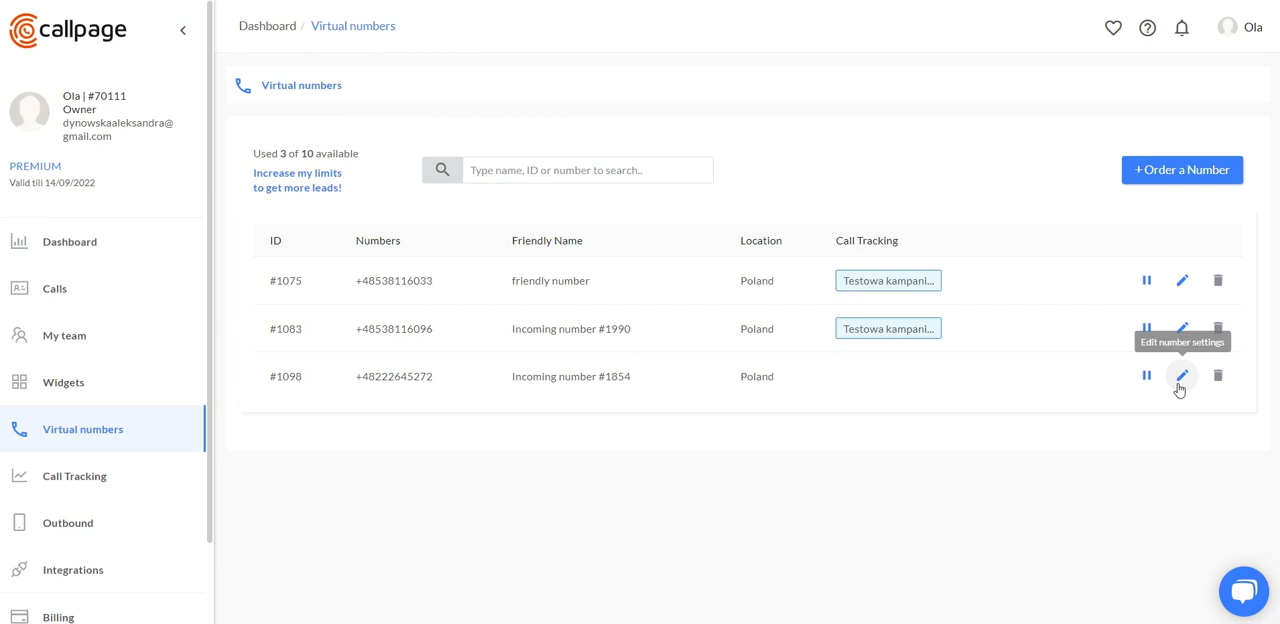 callpage
Dashboard / Virtual numbers
Ola
Ola | #70111
Owner
dynowskaaleksandra@
gmail.com
PREMIUM
Valid till 14/09/2022
Dashboard
Calls
My team
Widgets
Virtual numbers
Call Tracking
Outbound
Integrations
Billing
Virtual numbers
Used 3 of 10 available
Increase my limits
to get more leads!
Type name, ID or number to search..
+ Order a Number
ID Numbers Friendly Name Location Call Tracking
#1075 +48538116033 friendly number Poland Testowa kampani...
#1083 +48538116096 Incoming number #1990 Poland Testowa kampani...
Edit number settings
#1098 +48222645272 Incoming number #1854 Poland